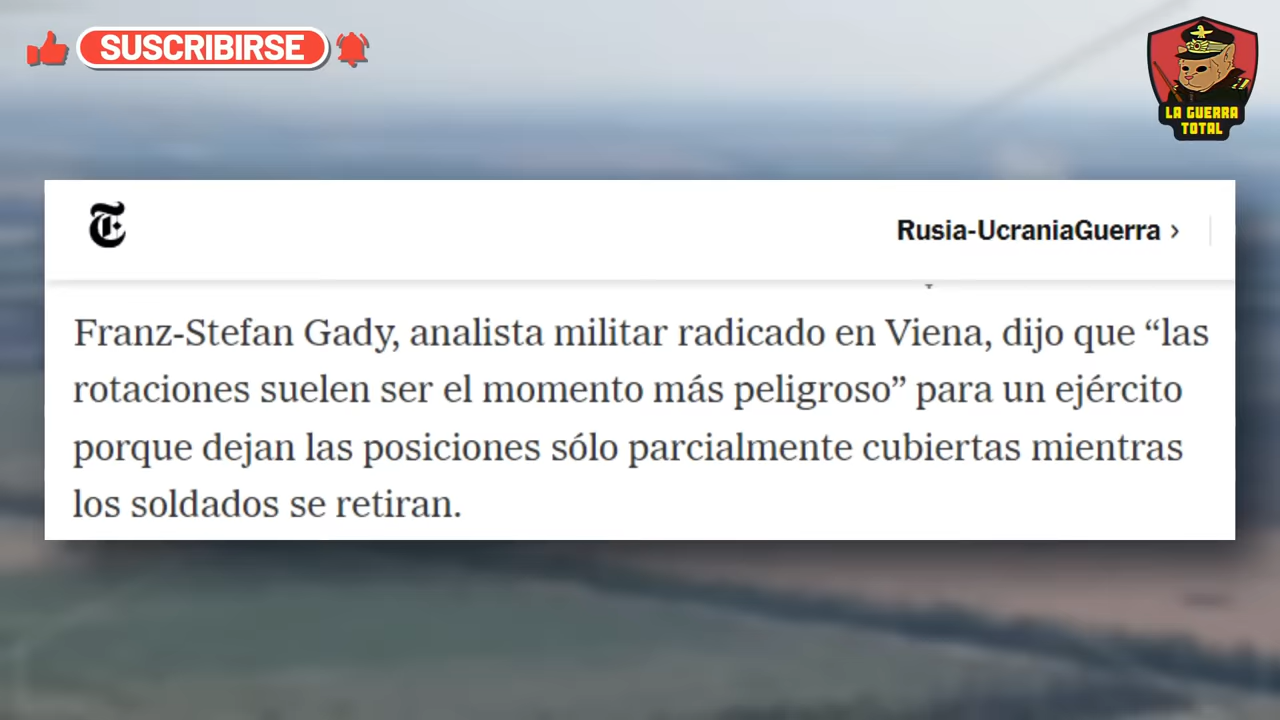 SUSCRIBIRSE
LA GUERRA
TOTAL
Rusia-UcraniaGuerra >
Franz-Stefan Gady, analista militar radicado en Viena, dijo que “las
rotaciones suelen ser el momento más peligroso” para un ejército
porque dejan las posiciones sólo parcialmente cubiertas mientras
los soldados se retiran.